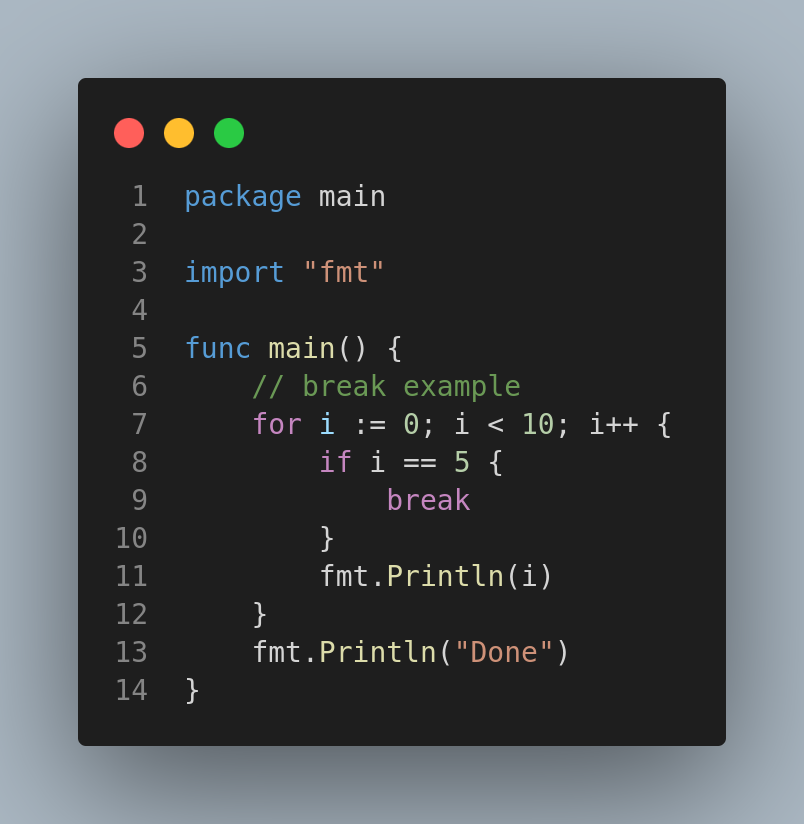 1 package main
2
3 import "fmt"
4
5 func main() {
6     // break example
7     for i := 0; i < 10; i++ {
8         if i == 5 {
9             break
10         }
11         fmt.Println(i)
12     }
13     fmt.Println("Done")
14 }